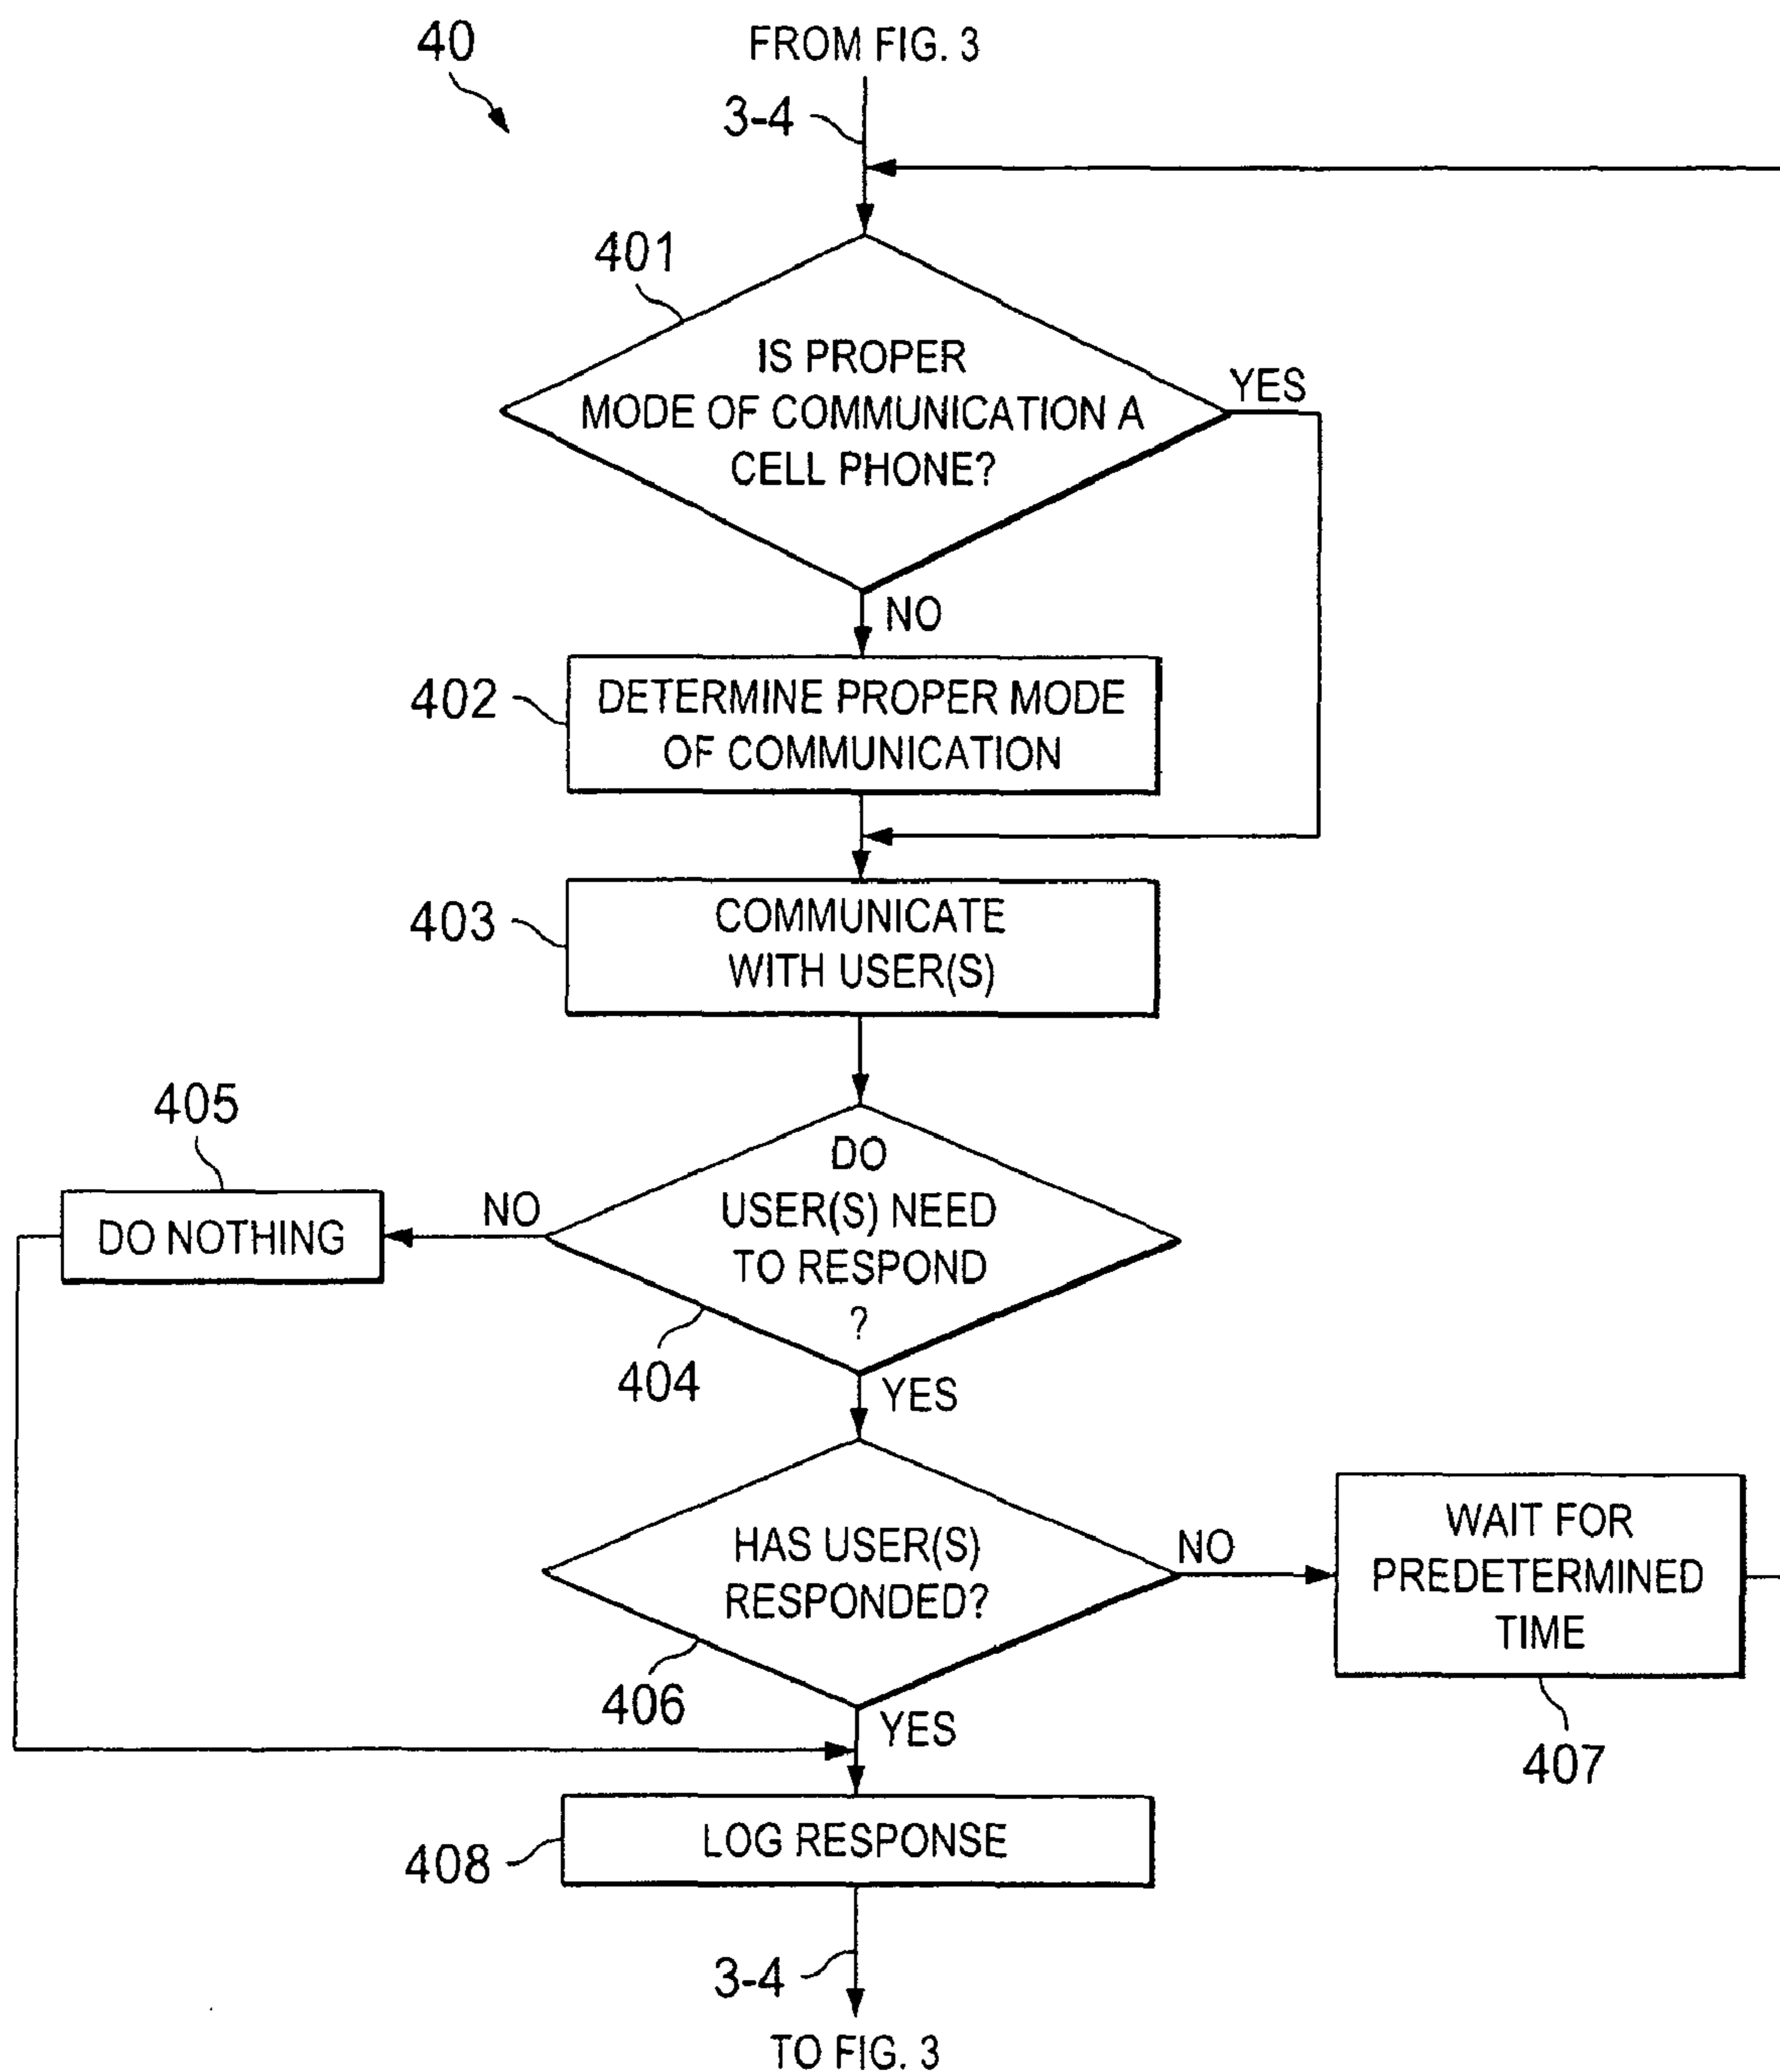 40
FROM FIG. 3
3-4
401
IS PROPER
MODE OF COMMUNICATION A
CELL PHONE?
YES
NO
402
DETERMINE PROPER MODE
OF COMMUNICATION
403
COMMUNICATE
WITH USER(S)
405
DO NOTHING
NO
DO
USER(S) NEED
TO RESPOND
?
404
YES
HAS USER(S)
RESPONDED?
NO
WAIT FOR
PREDETERMINED
TIME
406
YES
407
408
LOG RESPONSE
3-4
TO FIG. 3